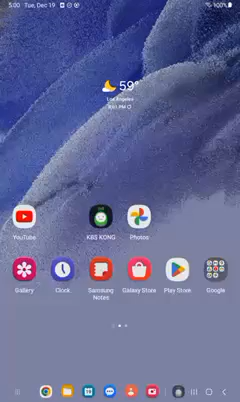 5:00 Tue, Dec 19
100%
59°
Los Angeles
YouTube
KBS KONG
Photos
Gallery
Clock
Samsung Notes
Galaxy Store
Play Store
Google